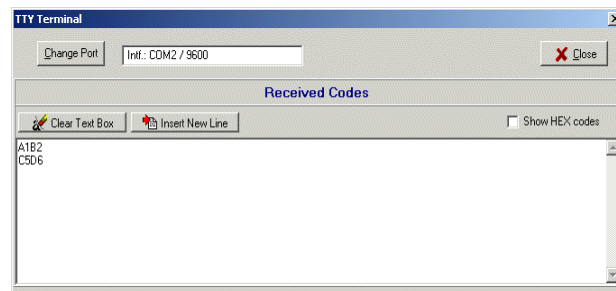 TTY Terminal
Change Port
Intf.: COM2 / 9600
Close
Received Codes
Clear Text Box
Insert New Line
Show HEX codes
A1B2
C5D6